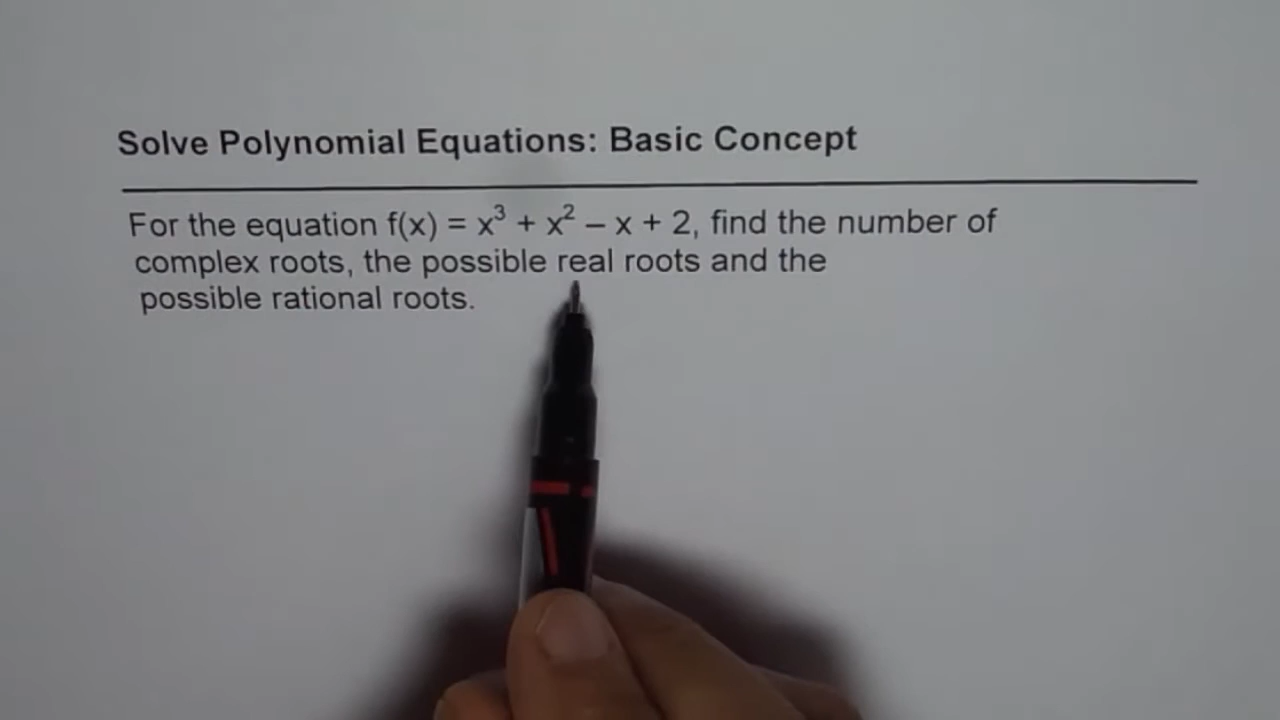 Solve Polynomial Equations: Basic Concept
For the equation f(x) = x³ + x² – x + 2, find the number of
complex roots, the possible real roots and the
possible rational roots.